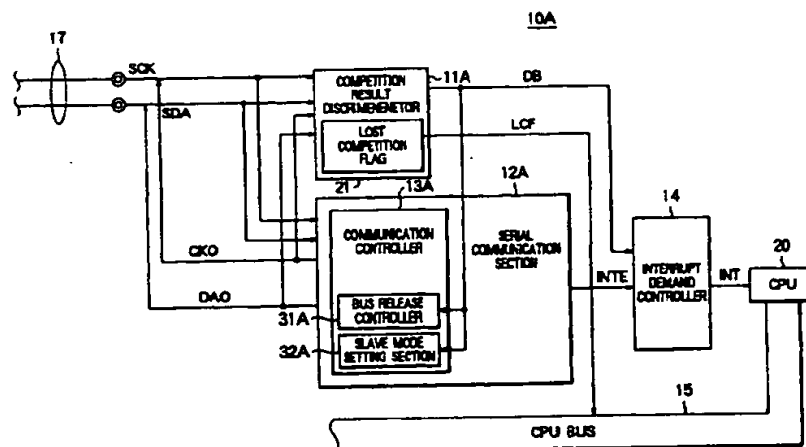 10A
17
SCK
SDA
COMPETITION
RESULT
DISCRIMENENETOR
11A
DB
LOST
COMPETITION
FLAG
LCF
21
13A
12A
14
COMMUNICATION
CONTROLLER
SERIAL
COMMUNICATION
SECTION
CKO
DAO
INTE
INTERRUPT
DEMAND
CONTROLLER
INT
20
CPU
BUS RELEASE
CONTROLLER
31A
SLAVE MODE
SETTING SECTION
32A
15
CPU BUS